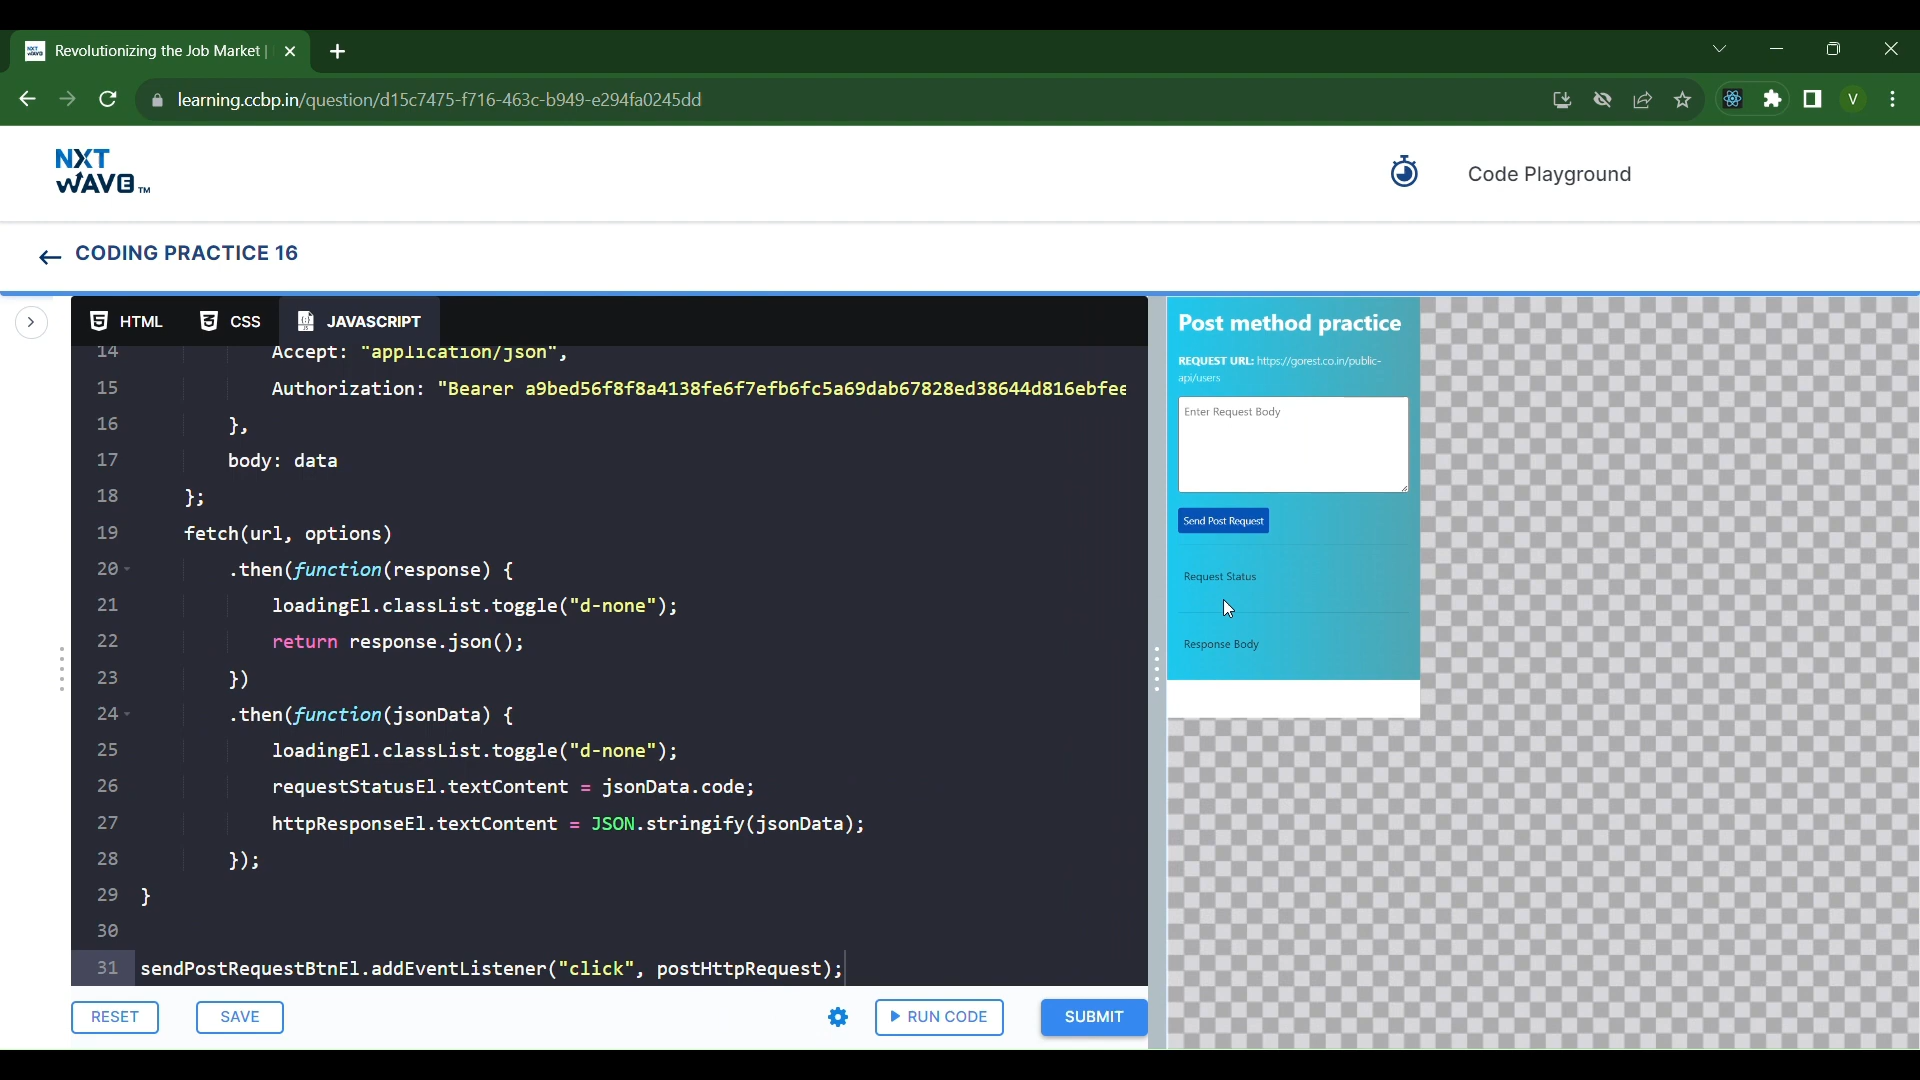 Revolutionizing the Job Market |
learning.ccbp.in/question/d15c7475-f716-463c-b949-e294fa0245dd
V
NXT
WAVE TM
Code Playground
CODING PRACTICE 16
HTML
CSS
JAVASCRIPT
14 Accept: "application/json",
15 Authorization: "Bearer a9bed56f8f8a4138fe6f7efb6fc5a69dab67828ed38644d816ebfee
16 },
17 body: data
18 };
19 fetch(url, options)
20 .then(function(response) {
21 loadingEl.classList.toggle("d-none");
22 return response.json();
23 })
24 .then(function(jsonData) {
25 loadingEl.classList.toggle("d-none");
26 requestStatusEl.textContent = jsonData.code;
27 httpResponseEl.textContent = JSON.stringify(jsonData);
28 });
29 }
30
31 sendPostRequestBtnEl.addEventListener("click", postHttpRequest);
RESET
SAVE
RUN CODE
SUBMIT
Post method practice
REQUEST URL: https://gorest.co.in/public-
api/users
Enter Request Body
Send Post Request
Request Status
Response Body